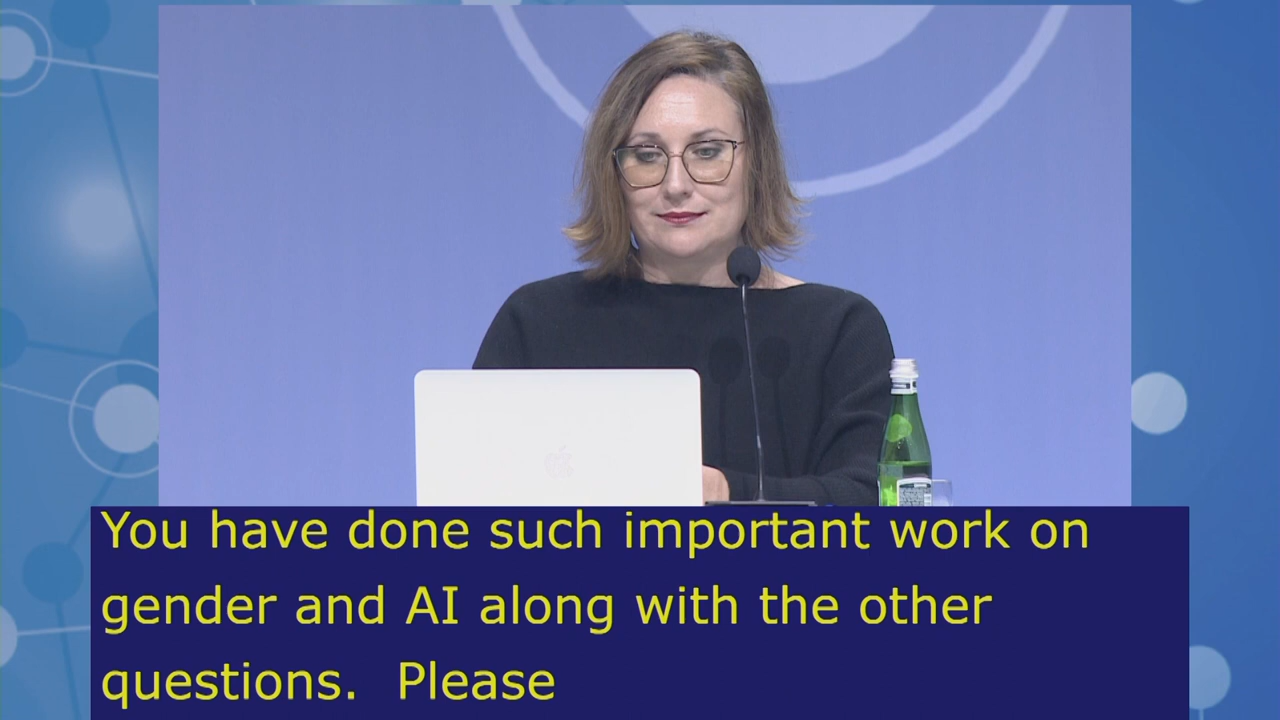 You have done such important work on
gender and AI along with the other
questions.  Please